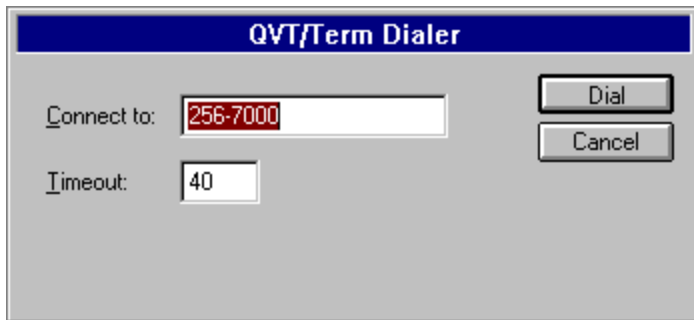 QVT/Term Dialer
Connect to: 256-7000
Dial
Cancel
Timeout: 40